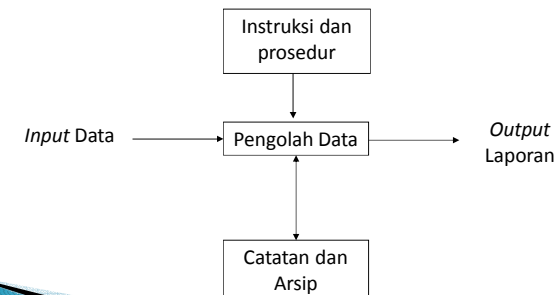 Instruksi dan
prosedur
Input Data
Pengolah Data
Output
Laporan
Catatan dan
Arsip